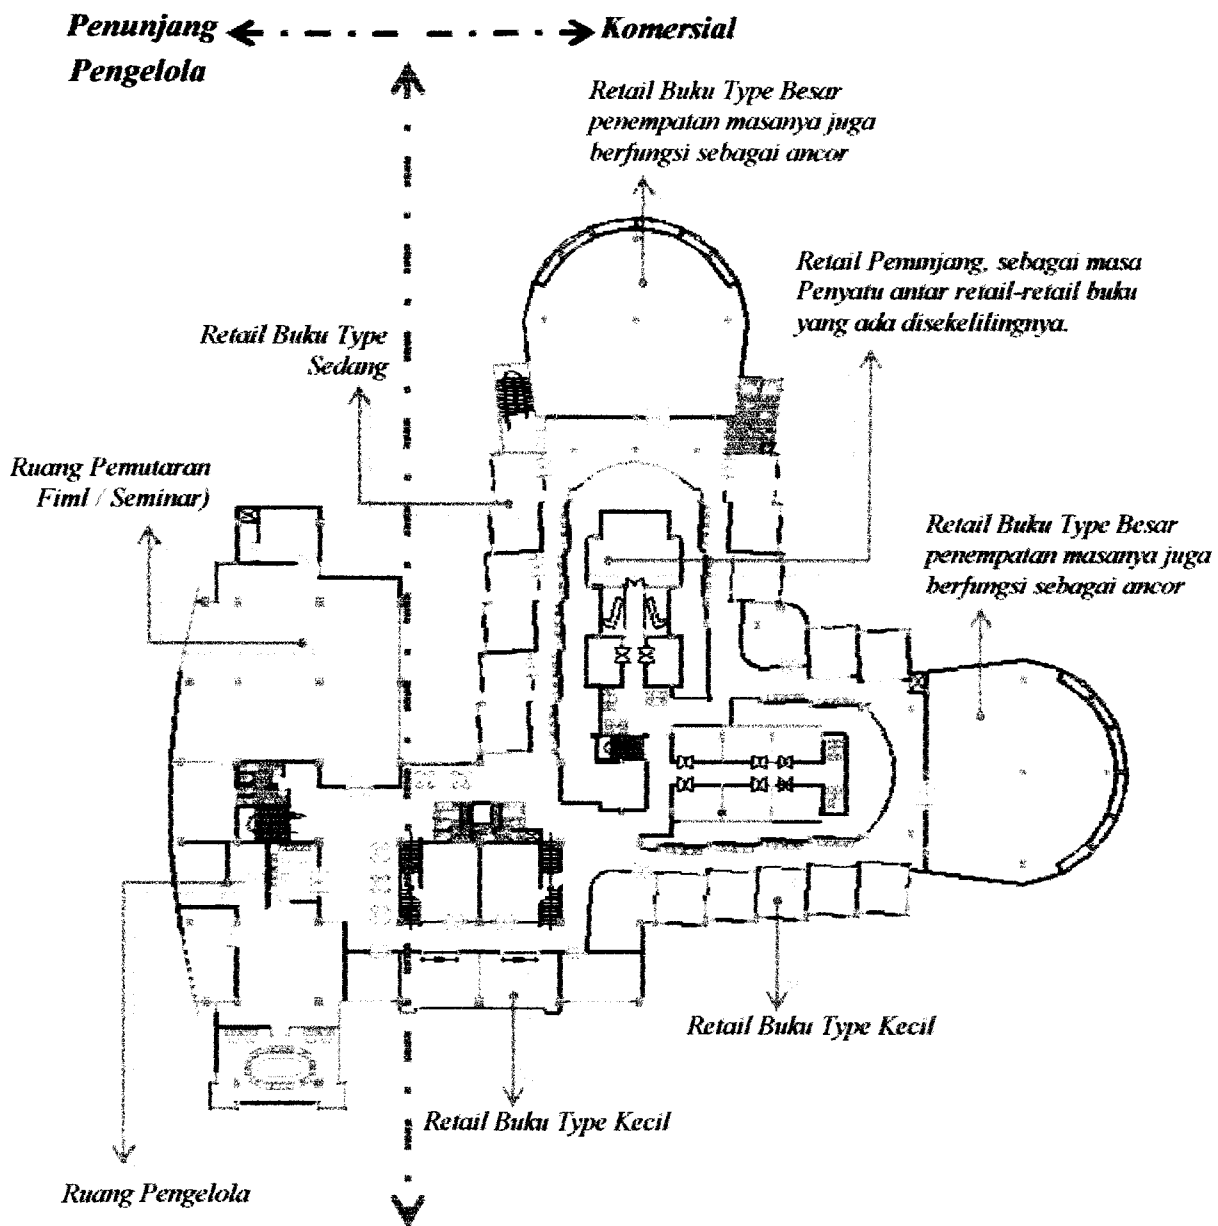 Penunjang
Pengelola
Komersial
Retail Buku Type Besar
penempatan masanya juga
berfungsi sebagai ancor
Retail Penunjang, sebagai masa
Penyatu antar retail-retail buku
yang ada disekelilingnya.
Retail Buku Type
Sedang
Ruang Pemutaran
Fiml / Seminar)
Retail Buku Type Besar
penempatan masanya juga
berfungsi sebagai ancor
Retail Buku Type Kecil
Retail Buku Type Kecil
Ruang Pengelola